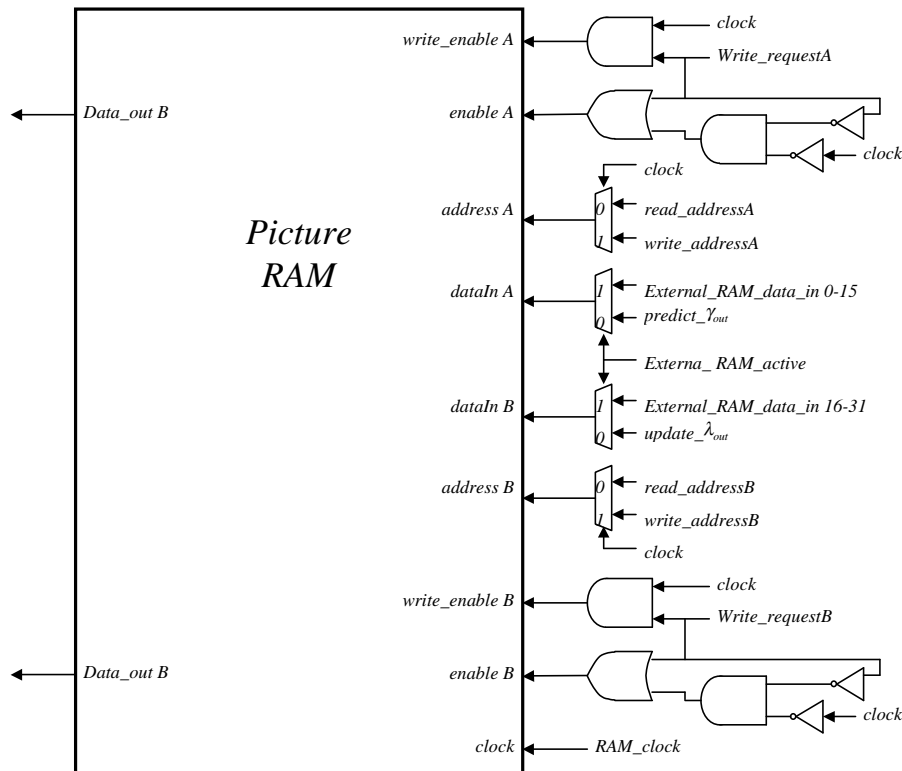 clock
write_enable A
Write_requestA
Data_out B
enable A
clock
clock
address A
0
read_addressA
1
write_addressA
Picture
RAM
dataIn A
1
External_RAM_data_in 0-15
0
predict_γout
Externa_ RAM_active
dataIn B
1
External_RAM_data_in 16-31
0
update_λout
address B
0
read_addressB
1
write_addressB
clock
clock
write_enable B
Write_requestB
Data_out B
enable B
clock
clock
RAM_clock